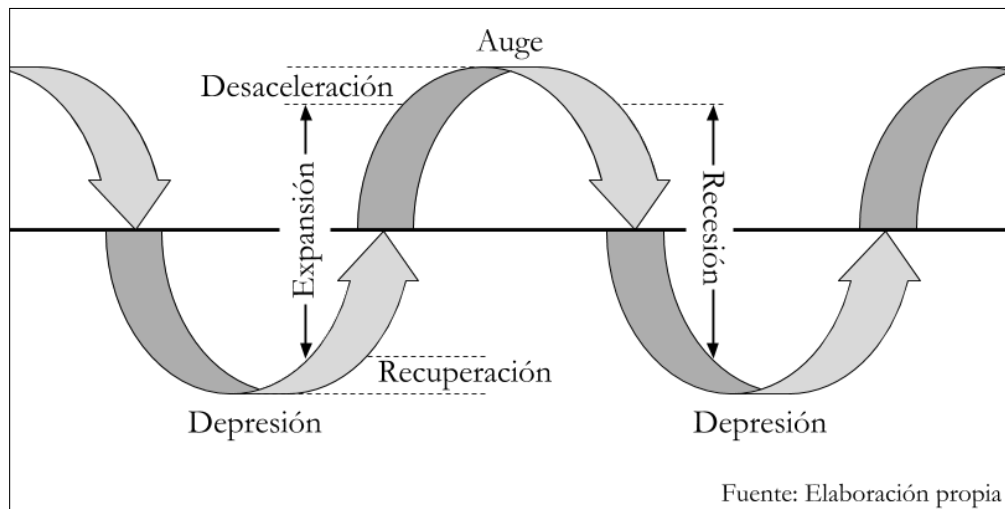 Auge
Desaceleración
Expansión
Recesión
Recuperación
Depresión
Depresión
Fuente: Elaboración propia